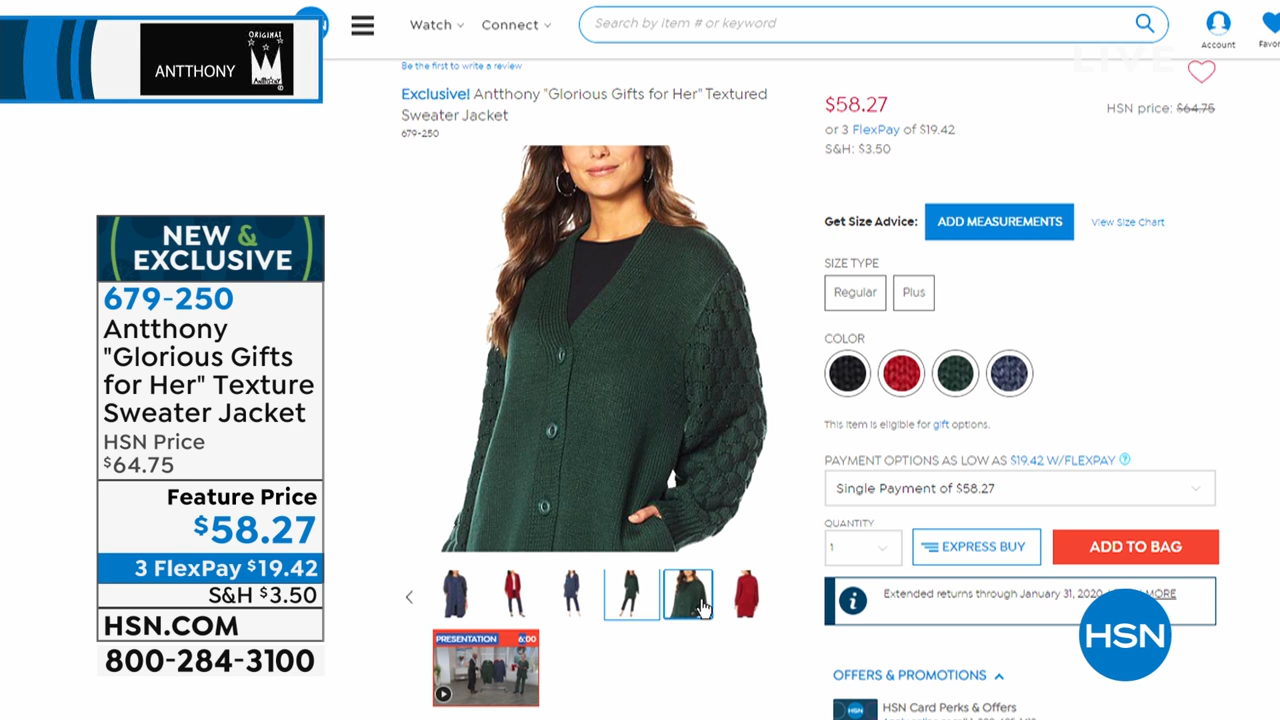 ANTTHONY
ORIGINAL
Watch
Connect
Search by item # or keyword
Account
LIVE
Be the first to write a review
Exclusive! Antthony "Glorious Gifts for Her" Textured
Sweater Jacket
679-250
$58.27
HSN price: $64.75
or 3 FlexPay of $19.42
S&H: $3.50
Get Size Advice:
ADD MEASUREMENTS
View Size Chart
SIZE TYPE
Regular
Plus
COLOR
This item is eligible for gift options.
PAYMENT OPTIONS AS LOW AS $19.42 W/FLEXPAY ?
Single Payment of $58.27
QUANTITY
1
EXPRESS BUY
ADD TO BAG
i
Extended returns through January 31, 2020.
MORE
HSN
OFFERS & PROMOTIONS
HSN
HSN Card Perks & Offers
NEW &
EXCLUSIVE
679-250
Antthony
"Glorious Gifts
for Her" Texture
Sweater Jacket
HSN Price
$64.75
Feature Price
$58.27
3 FlexPay $19.42
S&H $3.50
HSN.COM
800-284-3100
PRESENTATION 6:00